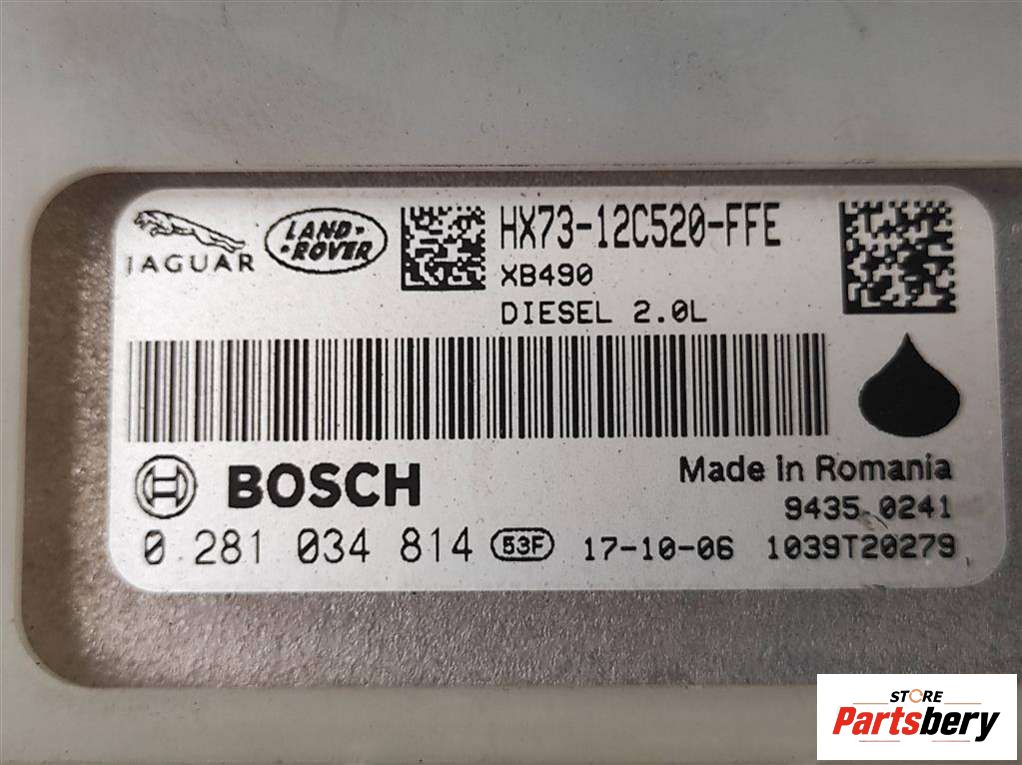 JAGUAR
LAND-
-ROVER
HX73-12C520-FFE
XB490
DIESEL 2.0L
BOSCH
Made in Romania
9435 0241
0 281 034 814 53F 17-10-06 1039T20279
STORE
Partsbery